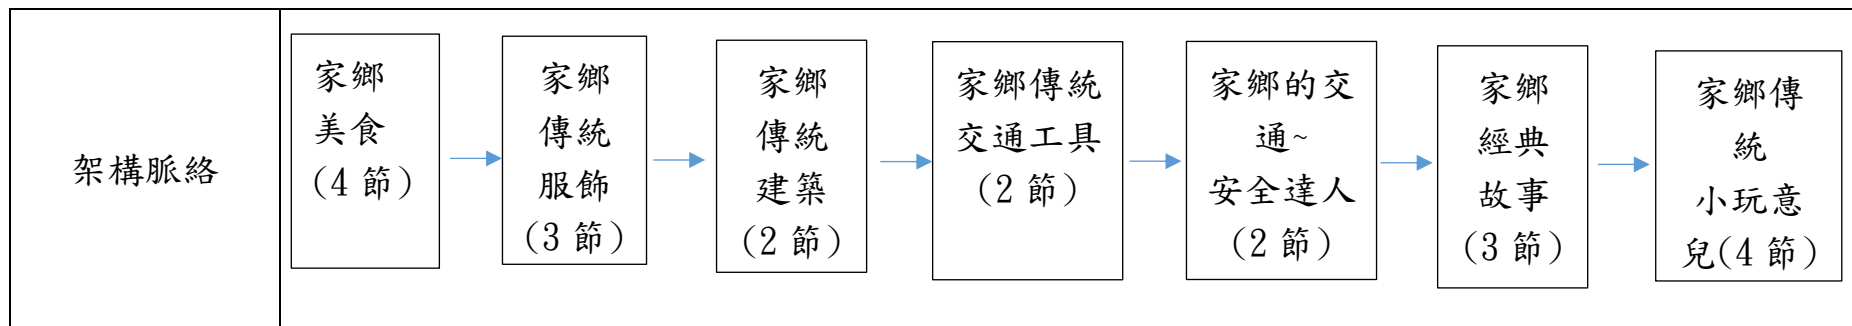 架構脈絡
家鄉
美食
(4 節)
家鄉
傳統
服飾
(3 節)
家鄉
傳統
建築
(2 節)
家鄉傳統
交通工具
(2 節)
家鄉的交
通~
安全達人
(2 節)
家鄉
經典
故事
(3 節)
家鄉傳
統
小玩意
兒(4 節)